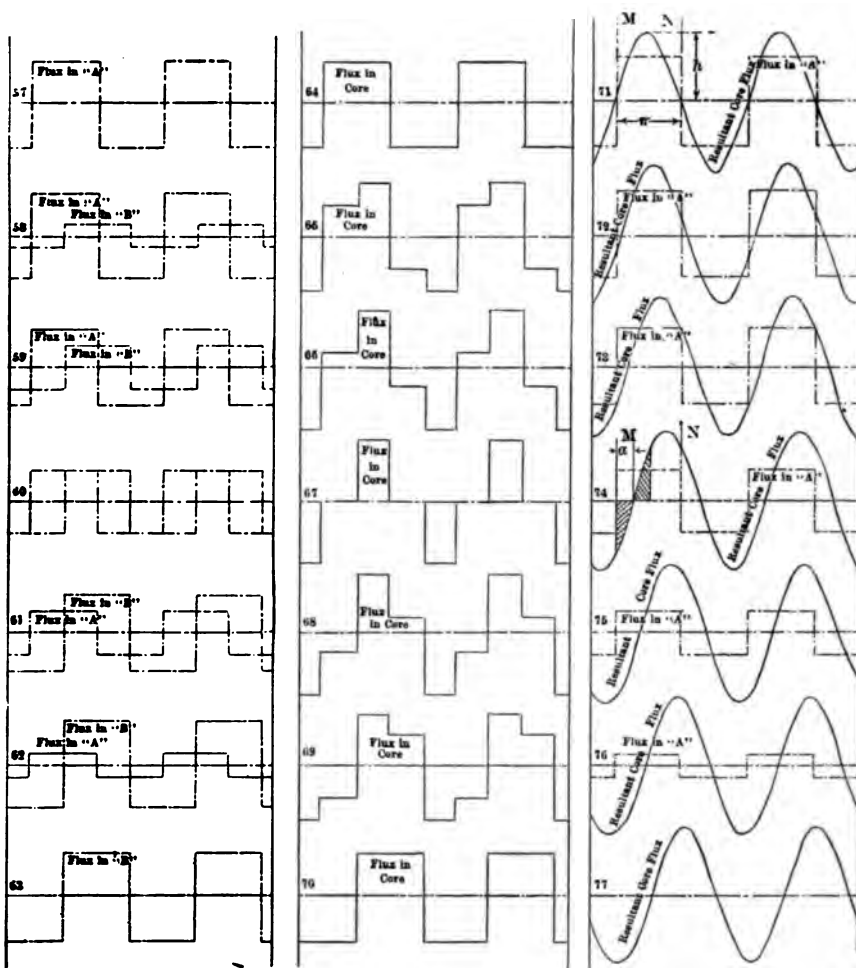 57
Flux in "A"
58
Flux in "A"
Flux in "B"
59
Flux in "A"
Flux in "B"
60
61
Flux in "B"
Flux in "A"
62
Flux in "B"
Flux in "A"
63
Flux in "B"
64
Flux in
Core
65
Flux in
Core
66
Flux
in
Core
67
Flux
in
Core
68
Flux
in Core
69
Flux in
Core
70
Flux in
Core
M N
71
h
π
Resultant Core Flux
Flux in "A"
72
Resultant Core Flux
Flux in "A"
73
Resultant Core Flux
Flux in "A"
M N
α
74
Resultant Core Flux
Flux in "A"
75
Resultant Core Flux
Flux in "A"
76
Resultant Core Flux
Flux in "A"
77
Resultant Core Flux